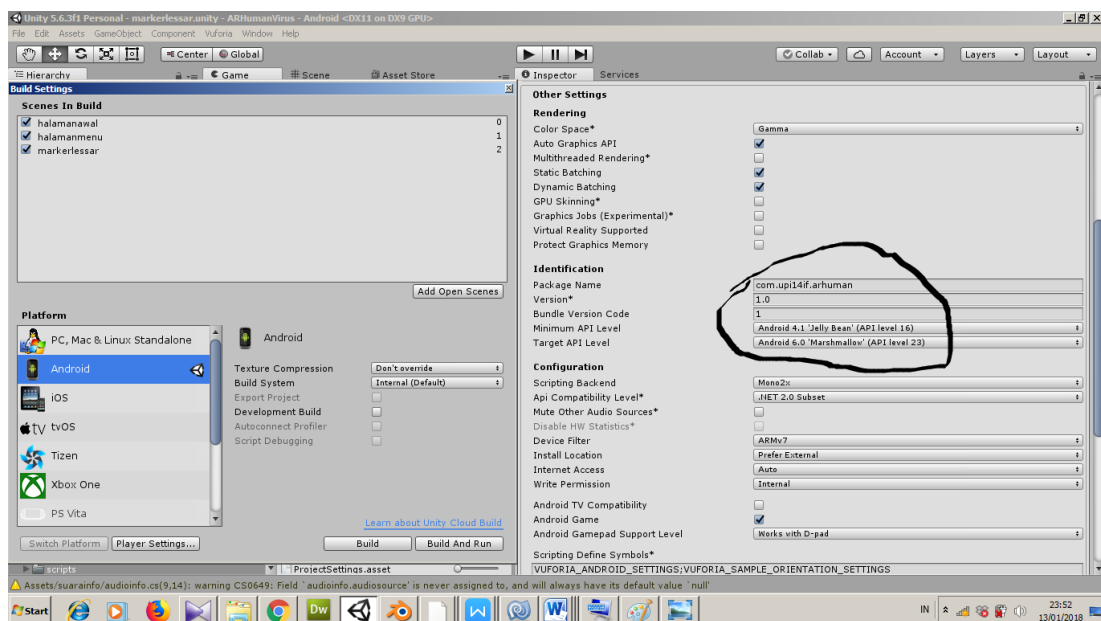 Unity 5.6.3f1 Personal - markerlessar.unity - ARHumanVirus - Android <DX11 on DX9 GPU>
File Edit Assets GameObject Component Vuforia Window Help
Center Global Collab Account Layers Layout
Hierarchy Game Scene Asset Store Inspector Services
Build Settings
Scenes In Build
halamanawal 0
halamanmenu 1
markerlessar 2
Add Open Scenes
Platform
PC, Mac & Linux Standalone
Android
iOS
tvOS
Tizen
Xbox One
PS Vita
Android
Texture Compression Don't override
Build System Internal (Default)
Export Project
Development Build
Autoconnect Profiler
Script Debugging
Learn about Unity Cloud Build
Switch Platform Player Settings... Build Build And Run
Other Settings
Rendering
Color Space* Gamma
Auto Graphics API
Multithreaded Rendering*
Static Batching
Dynamic Batching
GPU Skinning*
Graphics Jobs (Experimental)*
Virtual Reality Supported
Protect Graphics Memory
Identification
Package Name com.upi14if.arhuman
Version* 1.0
Bundle Version Code 1
Minimum API Level Android 4.1 'Jelly Bean' (API level 16)
Target API Level Android 6.0 'Marshmallow' (API level 23)
Configuration
Scripting Backend Mono2x
Api Compatibility Level* .NET 2.0 Subset
Mute Other Audio Sources*
Disable HW Statistics*
Device Filter ARMv7
Install Location Prefer External
Internet Access Auto
Write Permission Internal
Android TV Compatibility
Android Game
Android Gamepad Support Level Works with D-pad
Scripting Define Symbols*
VUFORIA_ANDROID_SETTINGS;VUFORIA_SAMPLE_ORIENTATION_SETTINGS
scripts ProjectSettings.asset
Assets/suarainfo/audioinfo.cs(9,14): warning CS0649: Field `audioinfo.audiosource' is never assigned to, and will always have its default value `null'
Start Dw W IN 23:52
13/01/2018